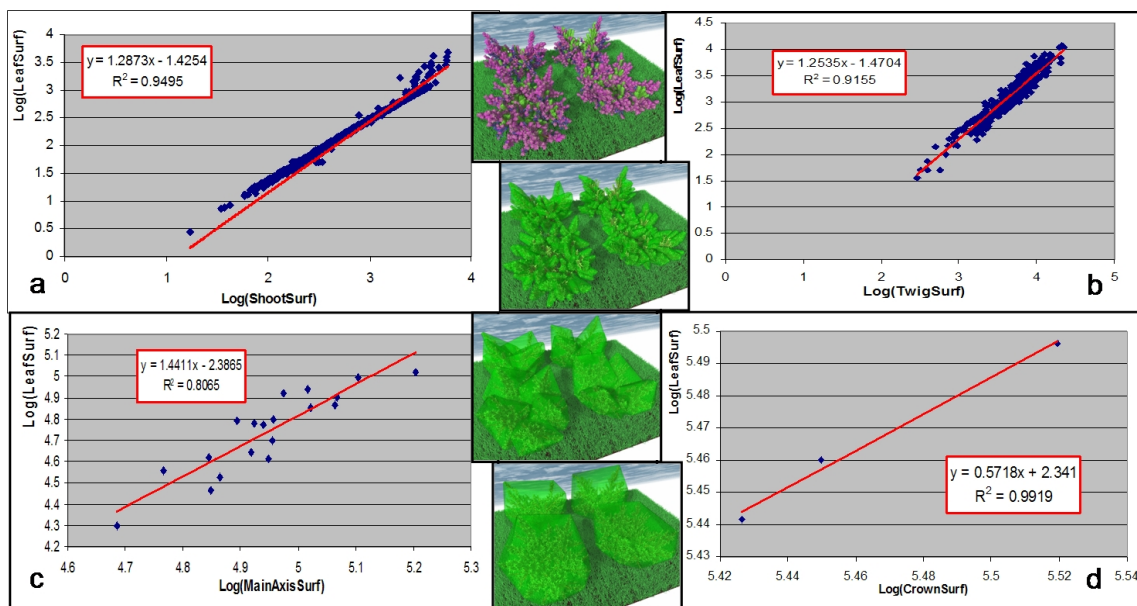 y = 1.2873x - 1.4254
R² = 0.9495
Log(LeafSurf)
4
3.5
3
2.5
2
1.5
1
0.5
0
0 1 2 3 4
Log(ShootSurf)
a
y = 1.2535x - 1.4704
R² = 0.9155
Log(LeafSurf)
4.5
4
3.5
3
2.5
2
1.5
1
0.5
0
0 1 2 3 4 5
Log(TwigSurf)
b
y = 1.4411x - 2.3865
R² = 0.8065
Log(LeafSurf)
5.2
5.1
5
4.9
4.8
4.7
4.6
4.5
4.4
4.3
4.2
4.6 4.7 4.8 4.9 5 5.1 5.2 5.3
Log(MainAxisSurf)
c
y = 0.5718x + 2.341
R² = 0.9919
Log(LeafSurf)
5.5
5.49
5.48
5.47
5.46
5.45
5.44
5.43
5.42 5.44 5.46 5.48 5.5 5.52 5.54
Log(CrownSurf)
d